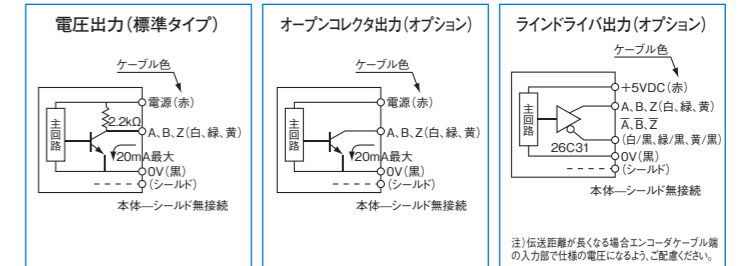 電圧出力(標準タイプ)
ケーブル色
電源(赤)
2.2kΩ
主回路
A、B、Z(白、緑、黄)
20mA最大
0V(黒)
(シールド)
本体―シールド無接続
オープンコレクタ出力(オプション)
ケーブル色
電源(赤)
主回路
A、B、Z(白、緑、黄)
20mA最大
0V(黒)
(シールド)
本体―シールド無接続
ラインドライバ出力(オプション)
ケーブル色
+5VDC(赤)
主回路
A、B、Z(白、緑、黄)
A̅、B̅、Z̅
(白/黒、緑/黒、黄/黒)
26C31
0V(黒)
(シールド)
本体―シールド無接続
注)伝送距離が長くなる場合エンコーダケーブル端
の入力部で仕様の電圧になるよう、ご配慮ください。